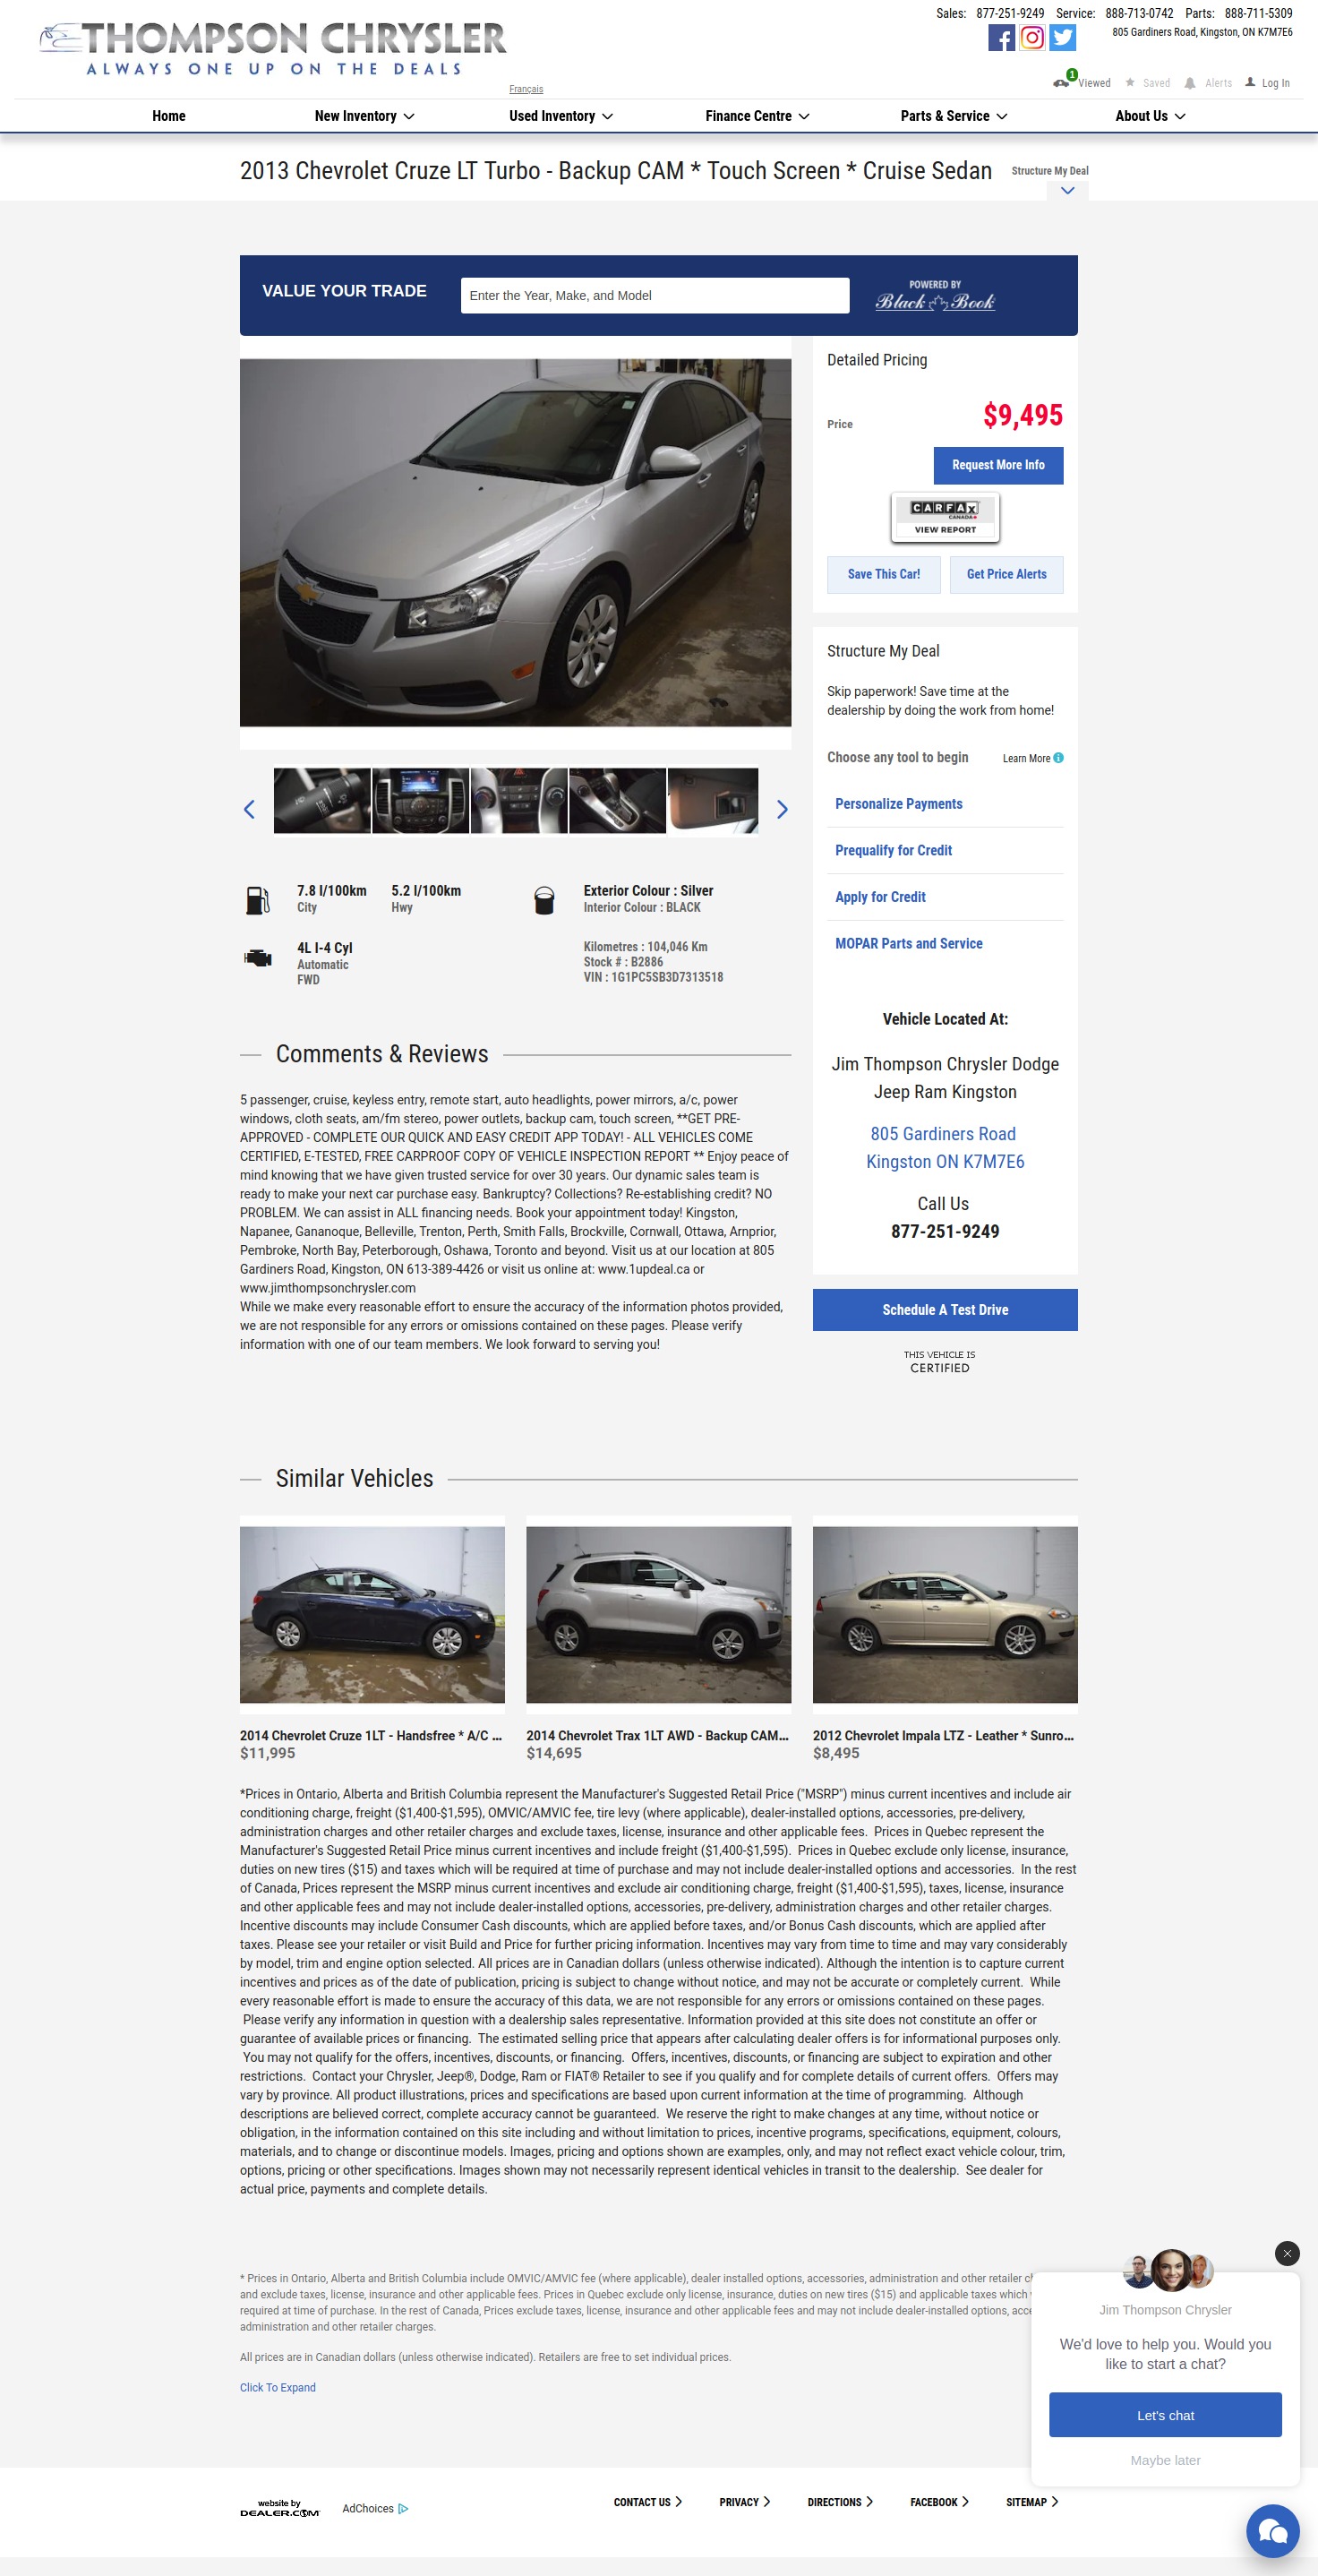 Sales: 877-251-9249 Service: 888-713-0742 Parts: 888-711-5309
805 Gardiners Road, Kingston, ON K7M7E6
THOMPSON CHRYSLER
ALWAYS ONE UP ON THE DEALS
Français
1 Viewed Saved Alerts Log In
Home New Inventory Used Inventory Finance Centre Parts & Service About Us
2013 Chevrolet Cruze LT Turbo - Backup CAM * Touch Screen * Cruise Sedan
Structure My Deal
VALUE YOUR TRADE
Enter the Year, Make, and Model
POWERED BY
Black Book
Detailed Pricing
Price $9,495
Request More Info
CARFAX
CANADA
VIEW REPORT
Save This Car! Get Price Alerts
Structure My Deal
Skip paperwork! Save time at the
dealership by doing the work from home!
Choose any tool to begin Learn More
Personalize Payments
Prequalify for Credit
Apply for Credit
MOPAR Parts and Service
Vehicle Located At:
Jim Thompson Chrysler Dodge
Jeep Ram Kingston
805 Gardiners Road
Kingston ON K7M7E6
Call Us
877-251-9249
Schedule A Test Drive
THIS VEHICLE IS
CERTIFIED
7.8 l/100km 5.2 l/100km
City Hwy
Exterior Colour : Silver
Interior Colour : BLACK
4L I-4 Cyl
Automatic
FWD
Kilometres : 104,046 Km
Stock # : B2886
VIN : 1G1PC5SB3D7313518
Comments & Reviews
5 passenger, cruise, keyless entry, remote start, auto headlights, power mirrors, a/c, power
windows, cloth seats, am/fm stereo, power outlets, backup cam, touch screen, **GET PRE-
APPROVED - COMPLETE OUR QUICK AND EASY CREDIT APP TODAY! - ALL VEHICLES COME
CERTIFIED, E-TESTED, FREE CARPROOF COPY OF VEHICLE INSPECTION REPORT ** Enjoy peace of
mind knowing that we have given trusted service for over 30 years. Our dynamic sales team is
ready to make your next car purchase easy. Bankruptcy? Collections? Re-establishing credit? NO
PROBLEM. We can assist in ALL financing needs. Book your appointment today! Kingston,
Napanee, Gananoque, Belleville, Trenton, Perth, Smith Falls, Brockville, Cornwall, Ottawa, Arnprior,
Pembroke, North Bay, Peterborough, Oshawa, Toronto and beyond. Visit us at our location at 805
Gardiners Road, Kingston, ON 613-389-4426 or visit us online at: www.1updeal.ca or
www.jimthompsonchrysler.com
While we make every reasonable effort to ensure the accuracy of the information photos provided,
we are not responsible for any errors or omissions contained on these pages. Please verify
information with one of our team members. We look forward to serving you!
Similar Vehicles
2014 Chevrolet Cruze 1LT - Handsfree * A/C ...
$11,995
2014 Chevrolet Trax 1LT AWD - Backup CAM...
$14,695
2012 Chevrolet Impala LTZ - Leather * Sunro...
$8,495
*Prices in Ontario, Alberta and British Columbia represent the Manufacturer's Suggested Retail Price ("MSRP") minus current incentives and include air
conditioning charge, freight ($1,400-$1,595), OMVIC/AMVIC fee, tire levy (where applicable), dealer-installed options, accessories, pre-delivery,
administration charges and other retailer charges and exclude taxes, license, insurance and other applicable fees. Prices in Quebec represent the
Manufacturer's Suggested Retail Price minus current incentives and include freight ($1,400-$1,595). Prices in Quebec exclude only license, insurance,
duties on new tires ($15) and taxes which will be required at time of purchase and may not include dealer-installed options and accessories. In the rest
of Canada, Prices represent the MSRP minus current incentives and exclude air conditioning charge, freight ($1,400-$1,595), taxes, license, insurance
and other applicable fees and may not include dealer-installed options, accessories, pre-delivery, administration charges and other retailer charges.
Incentive discounts may include Consumer Cash discounts, which are applied before taxes, and/or Bonus Cash discounts, which are applied after
taxes. Please see your retailer or visit Build and Price for further pricing information. Incentives may vary from time to time and may vary considerably
by model, trim and engine option selected. All prices are in Canadian dollars (unless otherwise indicated). Although the intention is to capture current
incentives and prices as of the date of publication, pricing is subject to change without notice, and may not be accurate or completely current. While
every reasonable effort is made to ensure the accuracy of this data, we are not responsible for any errors or omissions contained on these pages.
Please verify any information in question with a dealership sales representative. Information provided at this site does not constitute an offer or
guarantee of available prices or financing. The estimated selling price that appears after calculating dealer offers is for informational purposes only.
You may not qualify for the offers, incentives, discounts, or financing. Offers, incentives, discounts, or financing are subject to expiration and other
restrictions. Contact your Chrysler, Jeep®, Dodge, Ram or FIAT® Retailer to see if you qualify and for complete details of current offers. Offers may
vary by province. All product illustrations, prices and specifications are based upon current information at the time of programming. Although
descriptions are believed correct, complete accuracy cannot be guaranteed. We reserve the right to make changes at any time, without notice or
obligation, in the information contained on this site including and without limitation to prices, incentive programs, specifications, equipment, colours,
materials, and to change or discontinue models. Images, pricing and options shown are examples, only, and may not reflect exact vehicle colour, trim,
options, pricing or other specifications. Images shown may not necessarily represent identical vehicles in transit to the dealership. See dealer for
actual price, payments and complete details.
* Prices in Ontario, Alberta and British Columbia include OMVIC/AMVIC fee (where applicable), dealer installed options, accessories, administration and other retailer
and exclude taxes, license, insurance and other applicable fees. Prices in Quebec exclude only license, insurance, duties on new tires ($15) and applicable taxes which
required at time of purchase. In the rest of Canada, Prices exclude taxes, license, insurance and other applicable fees and may not include dealer-installed options,
administration and other retailer charges.
All prices are in Canadian dollars (unless otherwise indicated). Retailers are free to set individual prices.
Click To Expand
Jim Thompson Chrysler
We'd love to help you. Would you
like to start a chat?
Let's chat
Maybe later
website by
DEALER.COM
AdChoices
CONTACT US PRIVACY DIRECTIONS FACEBOOK SITEMAP